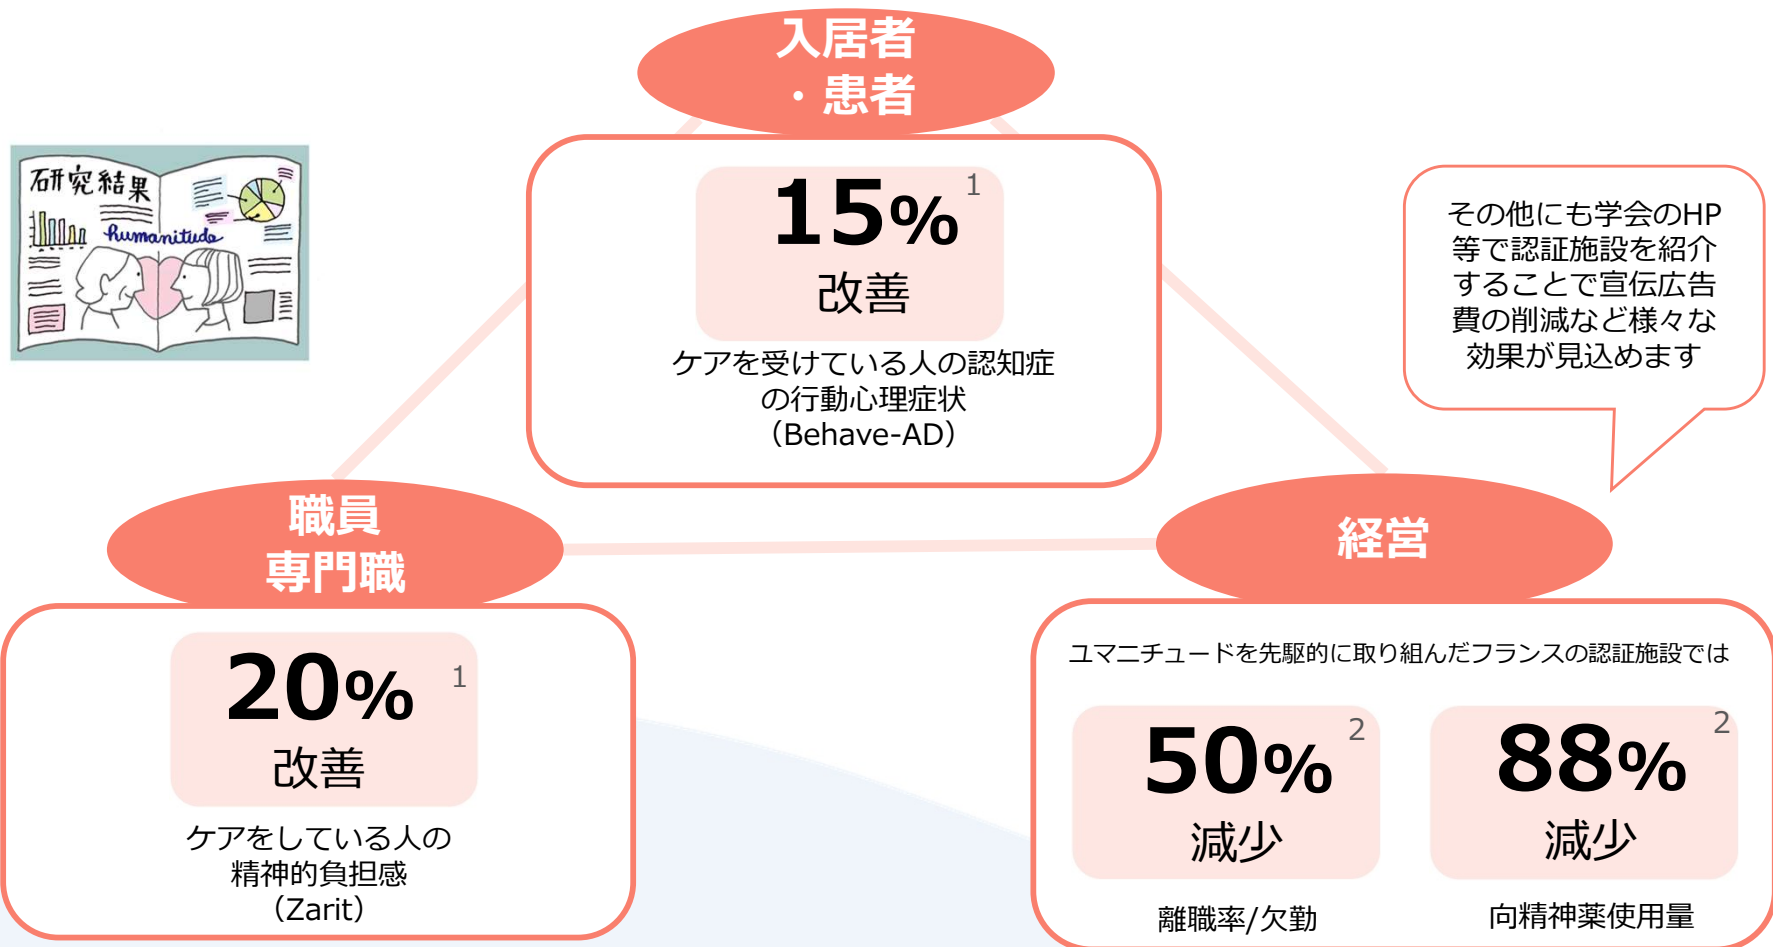 入居者
・患者
研究結果
humanitude
15% 1
改善
ケアを受けている人の認知症
の行動心理症状
（Behave-AD）
その他にも学会のHP
等で認証施設を紹介
することで宣伝広告
費の削減など様々な
効果が見込めます
職員
専門職
20% 1
改善
ケアをしている人の
精神的負担感
（Zarit）
経営
ユマニチュードを先駆的に取り組んだフランスの認証施設では
50% 2
減少
離職率/欠勤
88% 2
減少
向精神薬使用量